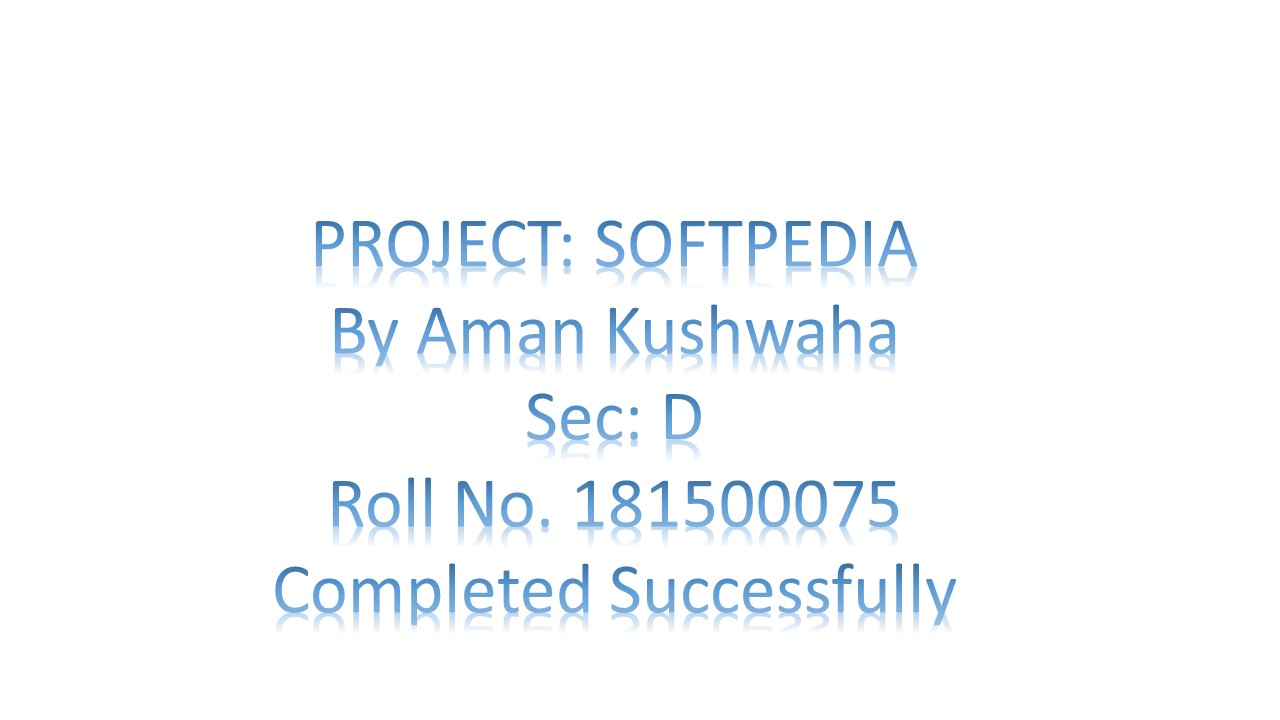 PROJECT: SOFTPEDIA
By Aman Kushwaha
Sec: D
Roll No. 181500075
Completed Successfully